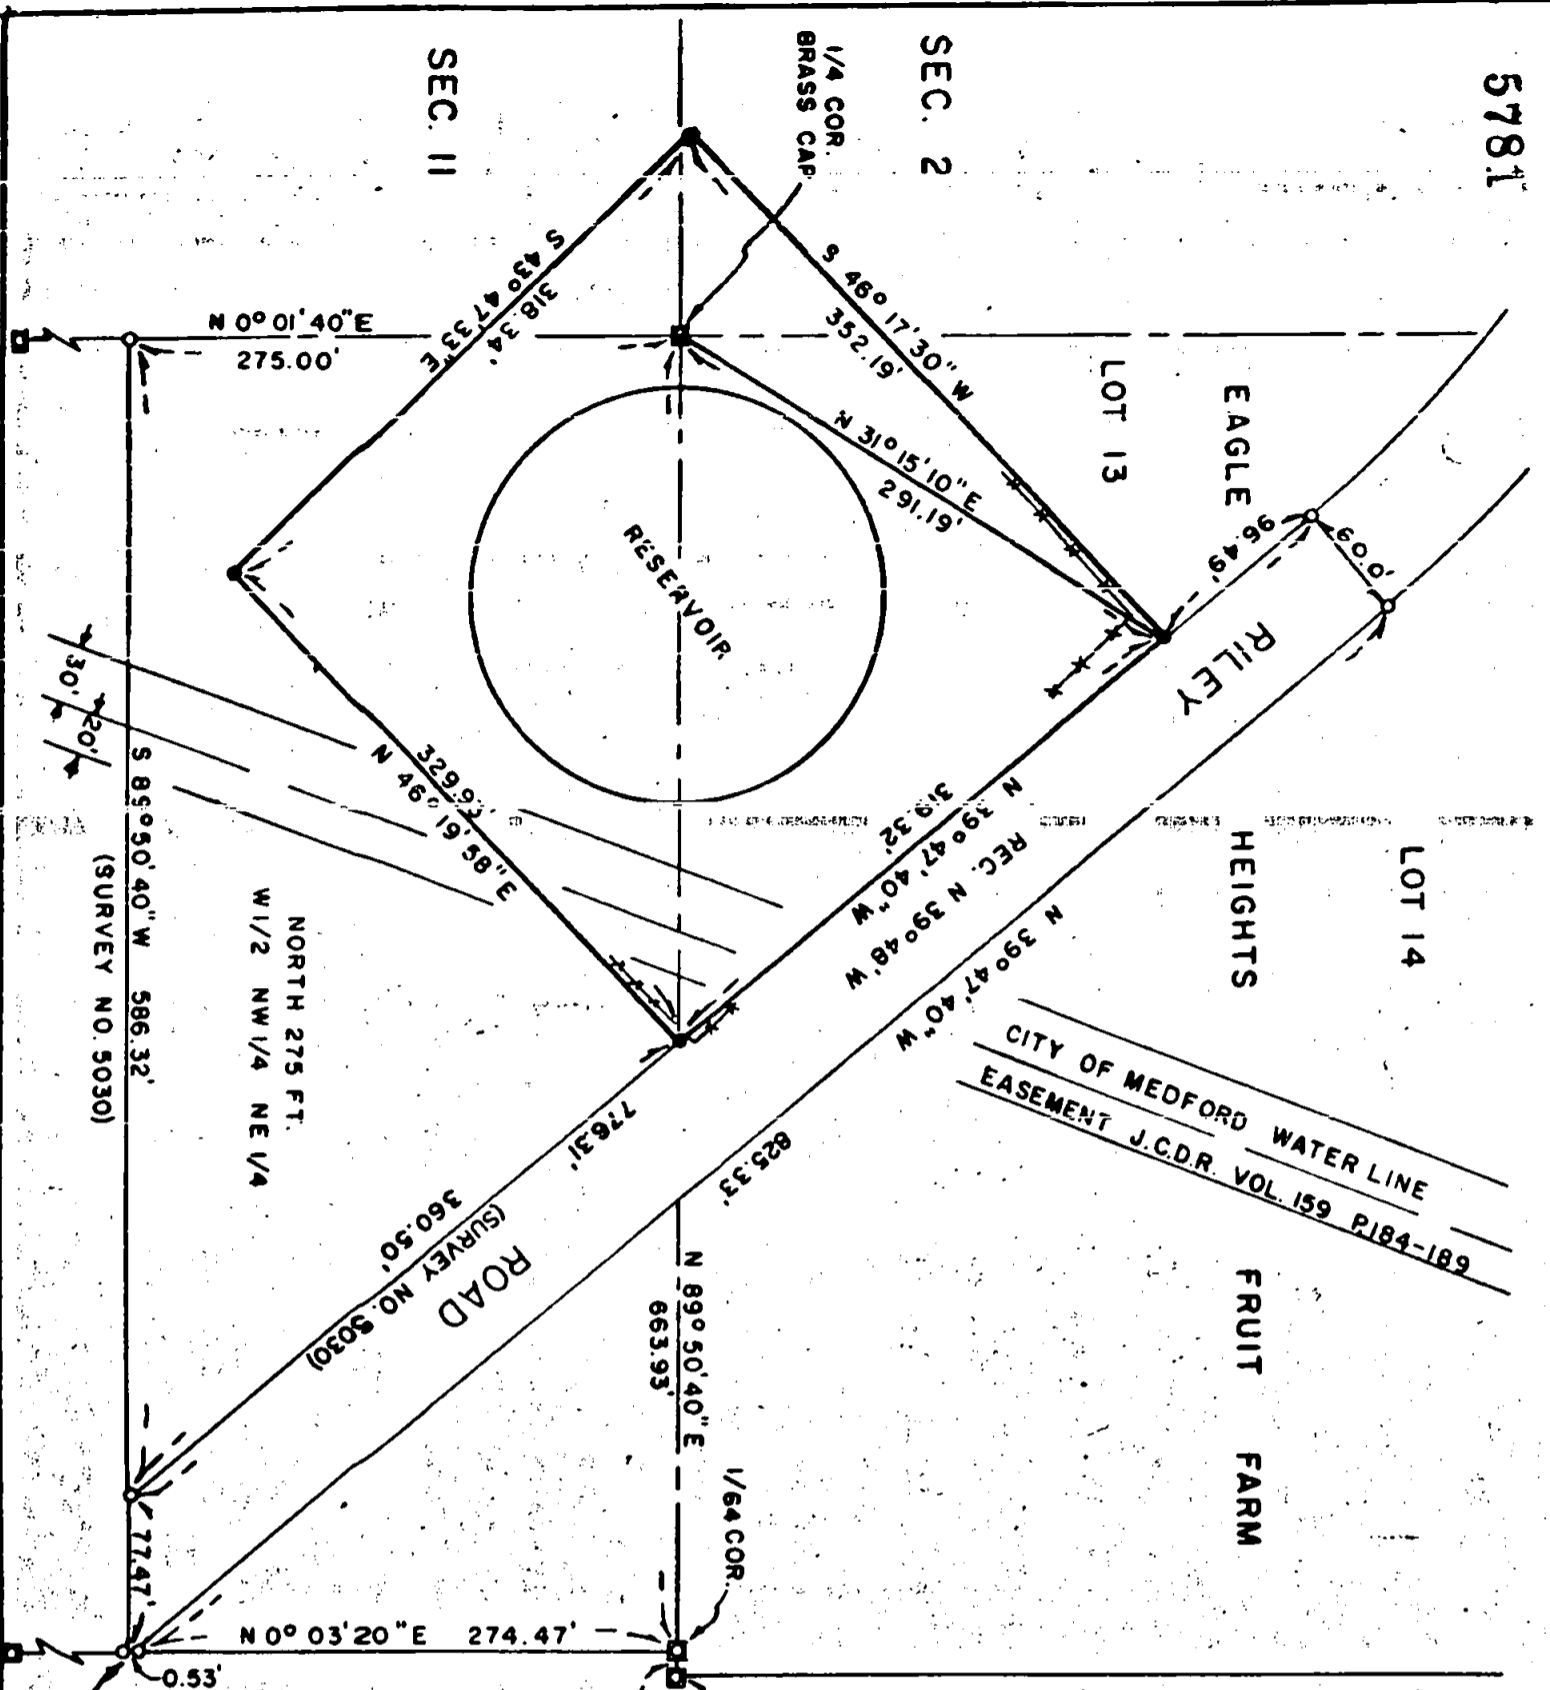 5781
SEC. 2
SEC. 11
1/4 COR.
BRASS CAP
S 46° 17' 30" W
352.19'
S 43° 47' 33" E
318.34'
N 0° 01' 40" E
275.00'
N 31° 15' 10" E
291.19'
LOT 13
EAGLE
96.49'
60.0'
RESERVOIR
RILEY
30'
20'
329.93'
N 46° 19' 58" E
N 39° 47' 40" W
319.32'
REC. N 39° 48' W
N 39° 47' 40" W
HEIGHTS
LOT 14
S 89° 50' 40" W 586.32'
(SURVEY NO. 5030)
NORTH 275 FT.
W 1/2 NW 1/4 NE 1/4
CITY OF MEDFORD WATER LINE
EASEMENT J.C.D.R. VOL. 159 P.184-189
776.31'
825.33'
360.50'
(SURVEY NO. 5030)
ROAD
N 89° 50' 40" E
663.93'
FRUIT FARM
1/64 COR.
77.47'
N 0° 03' 20" E 274.47'
0.53'